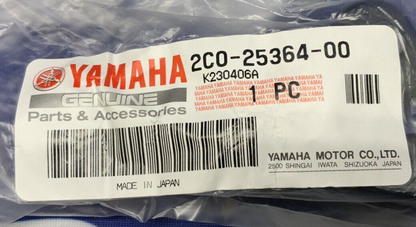 YAMAHA 2C0-25364-00
K230406A
GENUINE
Parts & Accessories
1 PC
YAMAHA MOTOR CO.,LTD.
2500 SHINGAI IWATA SHIZUOKA JAPAN
MADE IN JAPAN